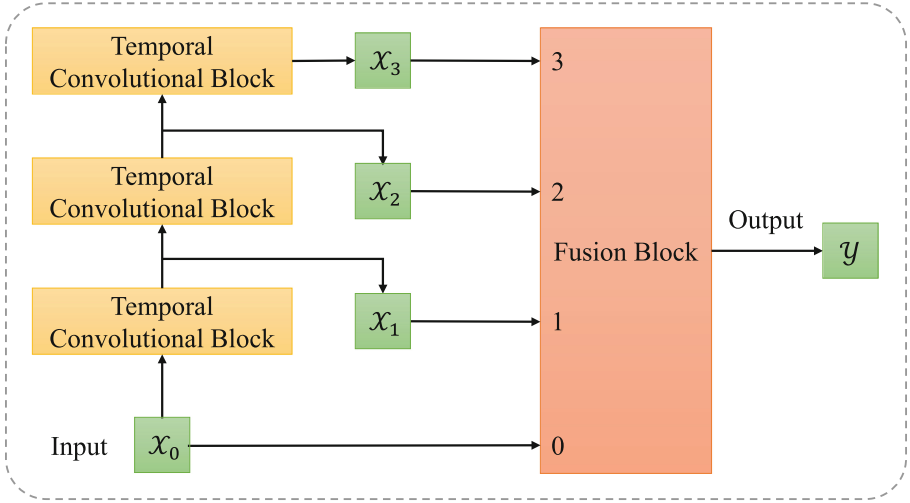 Temporal
Convolutional Block
𝒳₃
3
Temporal
Convolutional Block
𝒳₂
2
Output
Fusion Block
𝒴
Temporal
Convolutional Block
𝒳₁
1
Input
𝒳₀
0